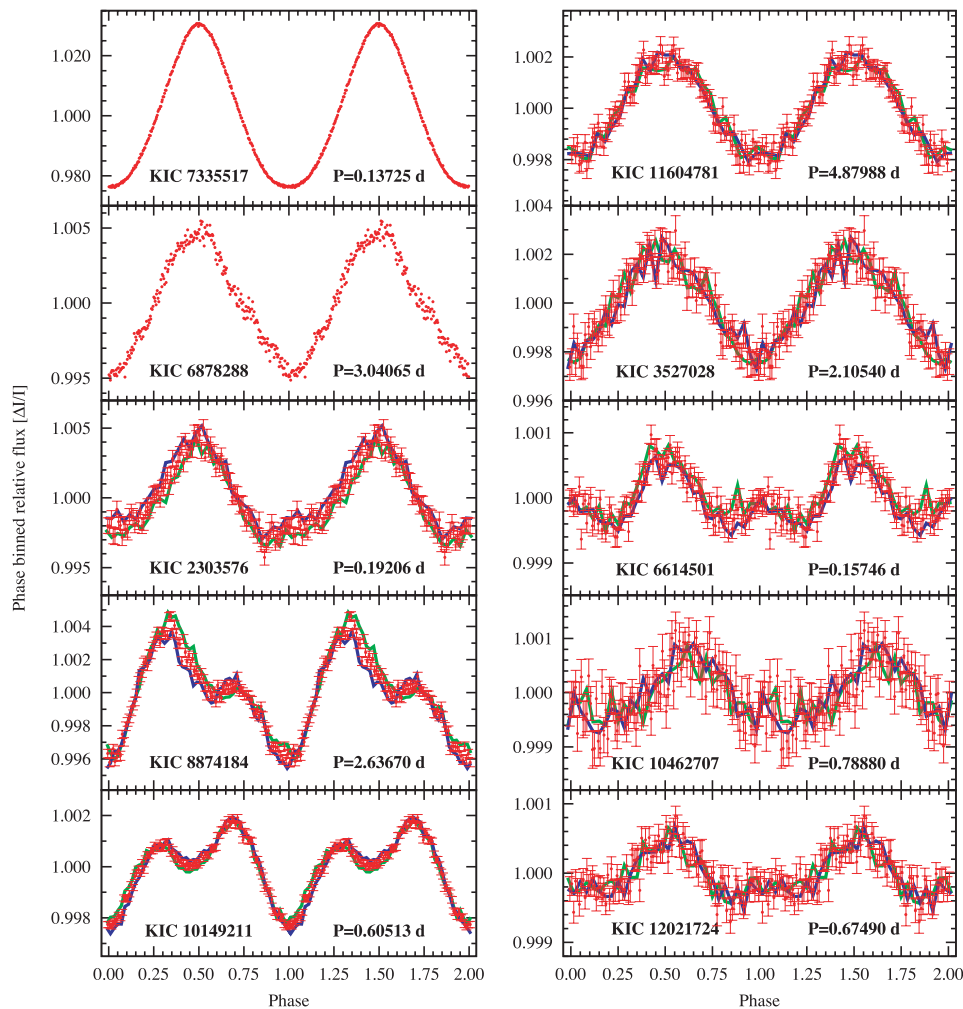 Phase binned relative flux [ΔI/I]
1.020
1.000
0.980
KIC 7335517 P=0.13725 d
1.005
1.000
0.995
KIC 6878288 P=3.04065 d
1.005
1.000
0.995
KIC 2303576 P=0.19206 d
1.004
1.002
1.000
0.998
0.996
KIC 8874184 P=2.63670 d
1.002
1.000
0.998
KIC 10149211 P=0.60513 d
0.00 0.25 0.50 0.75 1.00 1.25 1.50 1.75 2.00
Phase
1.002
1.000
0.998
KIC 11604781 P=4.87988 d
1.004
1.002
1.000
0.998
0.996
KIC 3527028 P=2.10540 d
1.001
1.000
0.999
KIC 6614501 P=0.15746 d
1.001
1.000
0.999
KIC 10462707 P=0.78880 d
1.001
1.000
0.999
KIC 12021724 P=0.67490 d
0.00 0.25 0.50 0.75 1.00 1.25 1.50 1.75 2.00
Phase